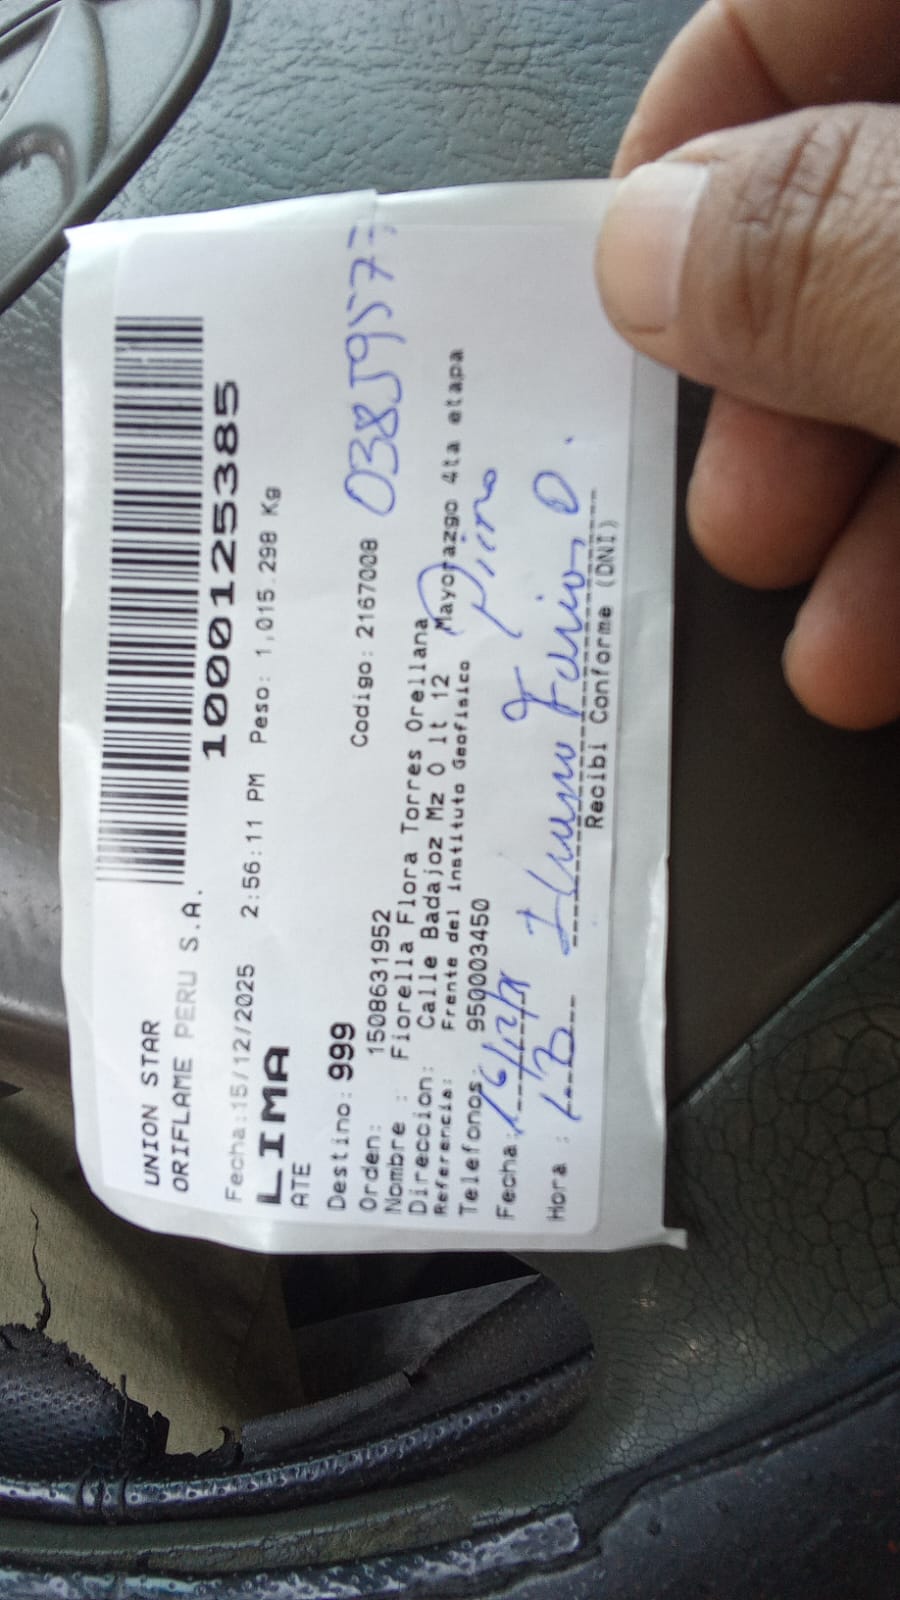 UNION STAR
ORIFLAME PERU S.A.
1000125385
Fecha:15/12/2025 2:56:11 PM Peso: 1,015.298 Kg
LIMA
ATE
Destino: 999
Orden: 1508631952 Codigo: 2167008
Nombre : Fiorella Flora Torres Orellana
Direccion: Calle Badajoz Mz O lt 12 Mayorazgo 4ta etapa
Referencia: Frente del instituto Geofisico
Telefonos: 950003450
Fecha:
Hora :
Recibi Conforme (DNI)